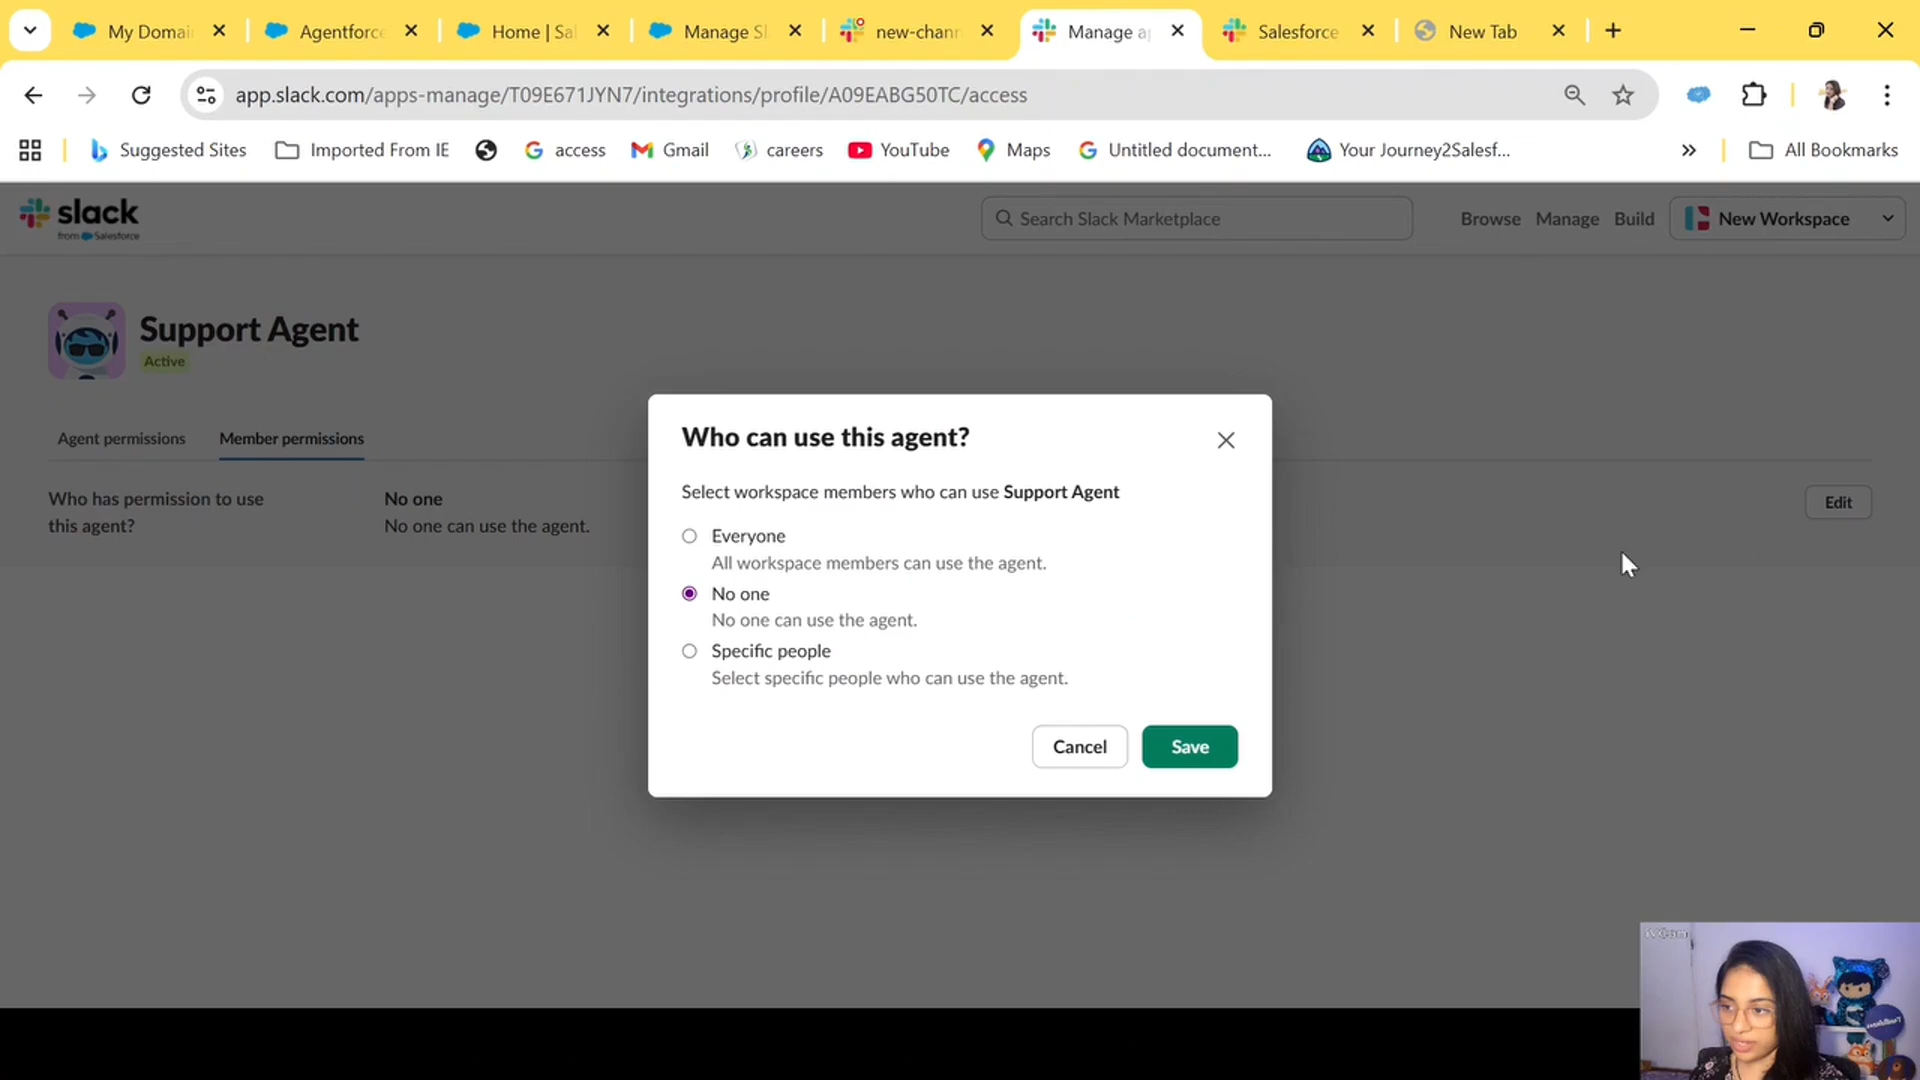 My Domai
Agentforce
Home | Sal
Manage Sl
new-chann
Manage ap
Salesforce
New Tab
app.slack.com/apps-manage/T09E671JYN7/integrations/profile/A09EABG50TC/access
Suggested Sites
Imported From IE
access
Gmail
careers
YouTube
Maps
Untitled document...
Your Journey2Salesf...
All Bookmarks
slack
from Salesforce
Search Slack Marketplace
Browse
Manage
Build
New Workspace
Support Agent
Active
Agent permissions
Member permissions
Who has permission to use
this agent?
No one
No one can use the agent.
Edit
Who can use this agent?
Select workspace members who can use Support Agent
Everyone
All workspace members can use the agent.
No one
No one can use the agent.
Specific people
Select specific people who can use the agent.
Cancel
Save